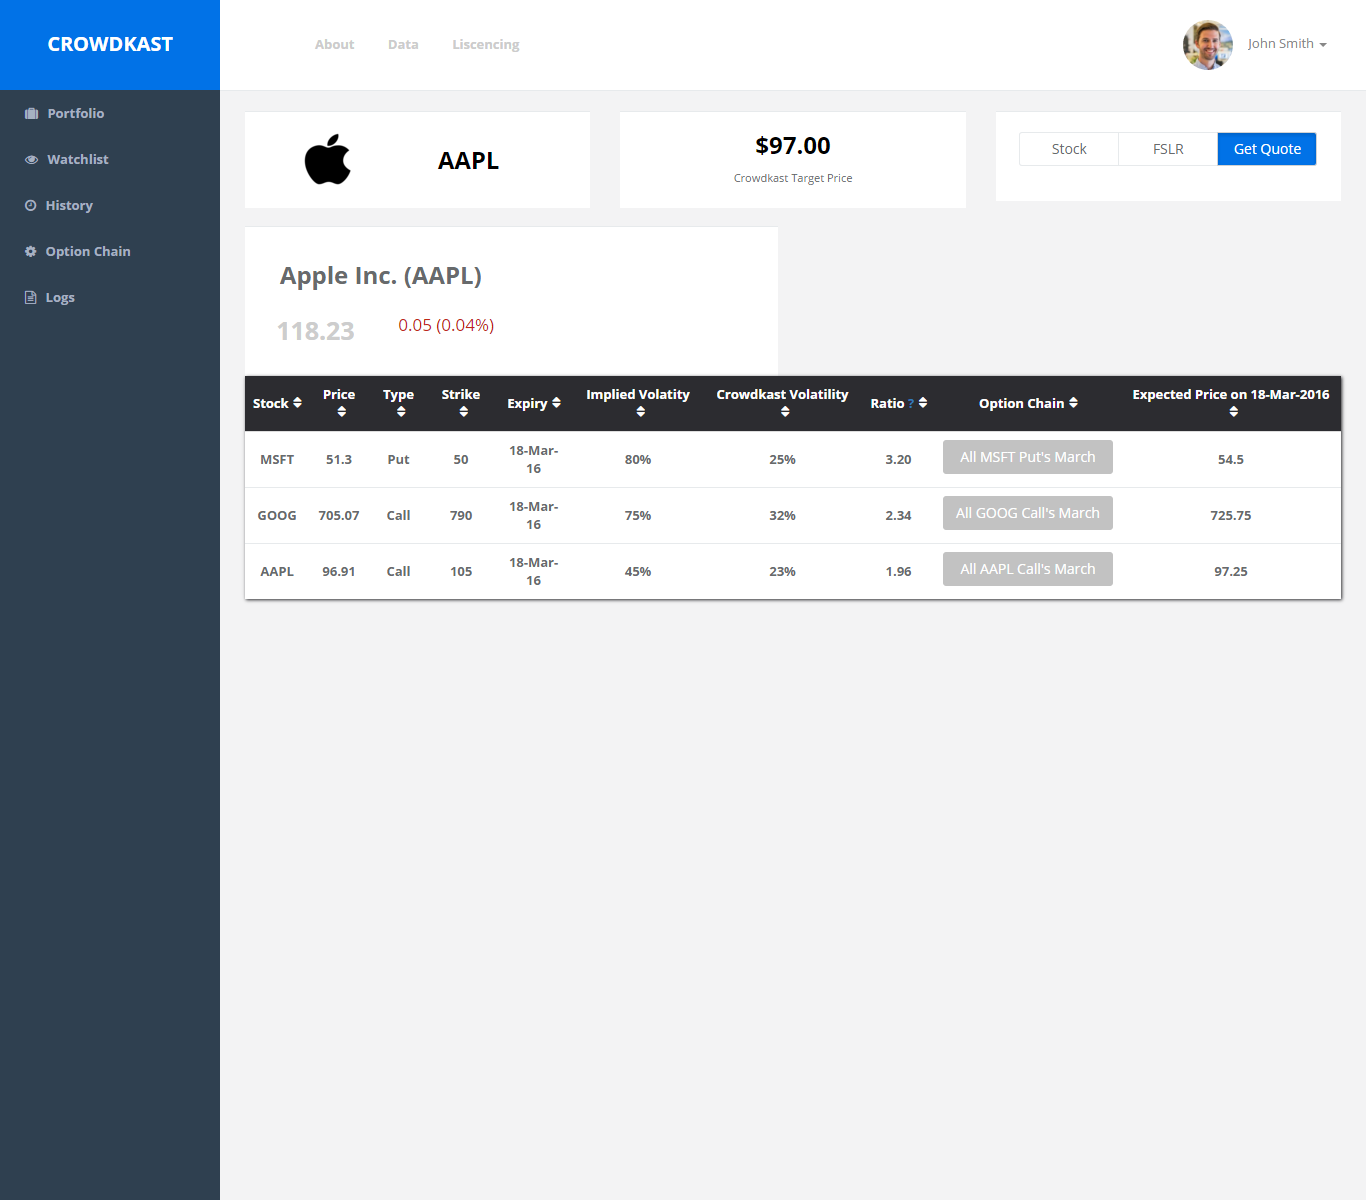 CROWDKAST
About Data Liscencing
John Smith
Portfolio
Watchlist
History
Option Chain
Logs
AAPL
$97.00
Crowdkast Target Price
Stock FSLR Get Quote
Apple Inc. (AAPL)
118.23 0.05 (0.04%)
Stock Price Type Strike Expiry Implied Volatity Crowdkast Volatility Ratio ? Option Chain Expected Price on 18-Mar-2016
MSFT 51.3 Put 50 18-Mar-16 80% 25% 3.20 All MSFT Put's March 54.5
GOOG 705.07 Call 790 18-Mar-16 75% 32% 2.34 All GOOG Call's March 725.75
AAPL 96.91 Call 105 18-Mar-16 45% 23% 1.96 All AAPL Call's March 97.25